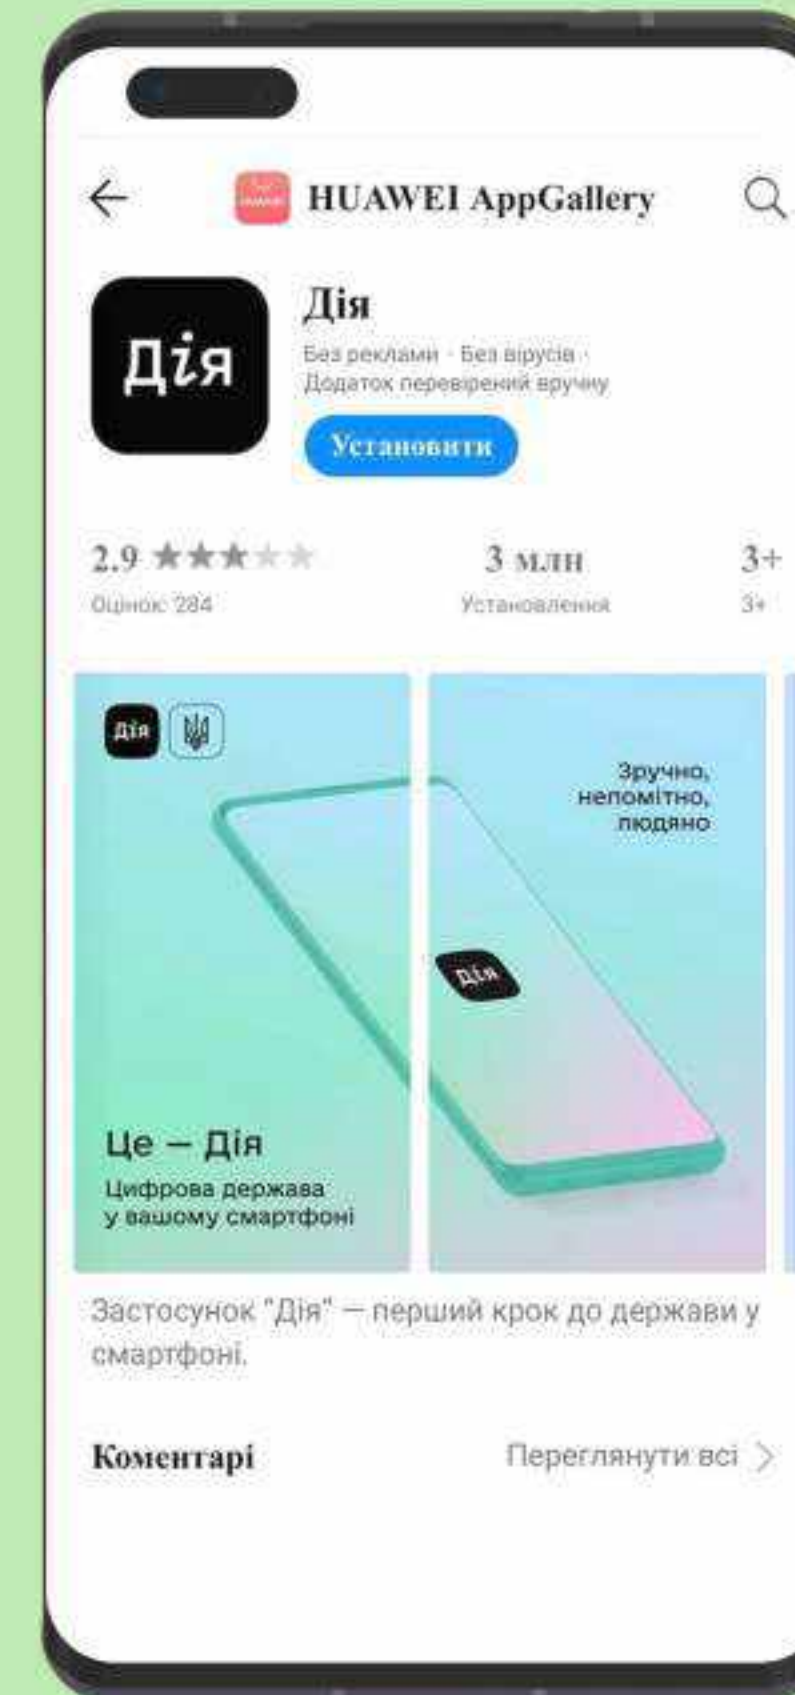 HUAWEI AppGallery
Дія
Дія
Без реклами · Без вірусів ·
Додаток перевірений вручну
Установити
2.9
3 млн
3+
Оцінок: 284
Установлення
3+
Дія
Зручно,
непомітно,
людяно
Дія
Це — Дія
Цифрова держава
у вашому смартфоні
Застосунок "Дія" — перший крок до держави у
смартфоні.
Коментарі
Переглянути всі